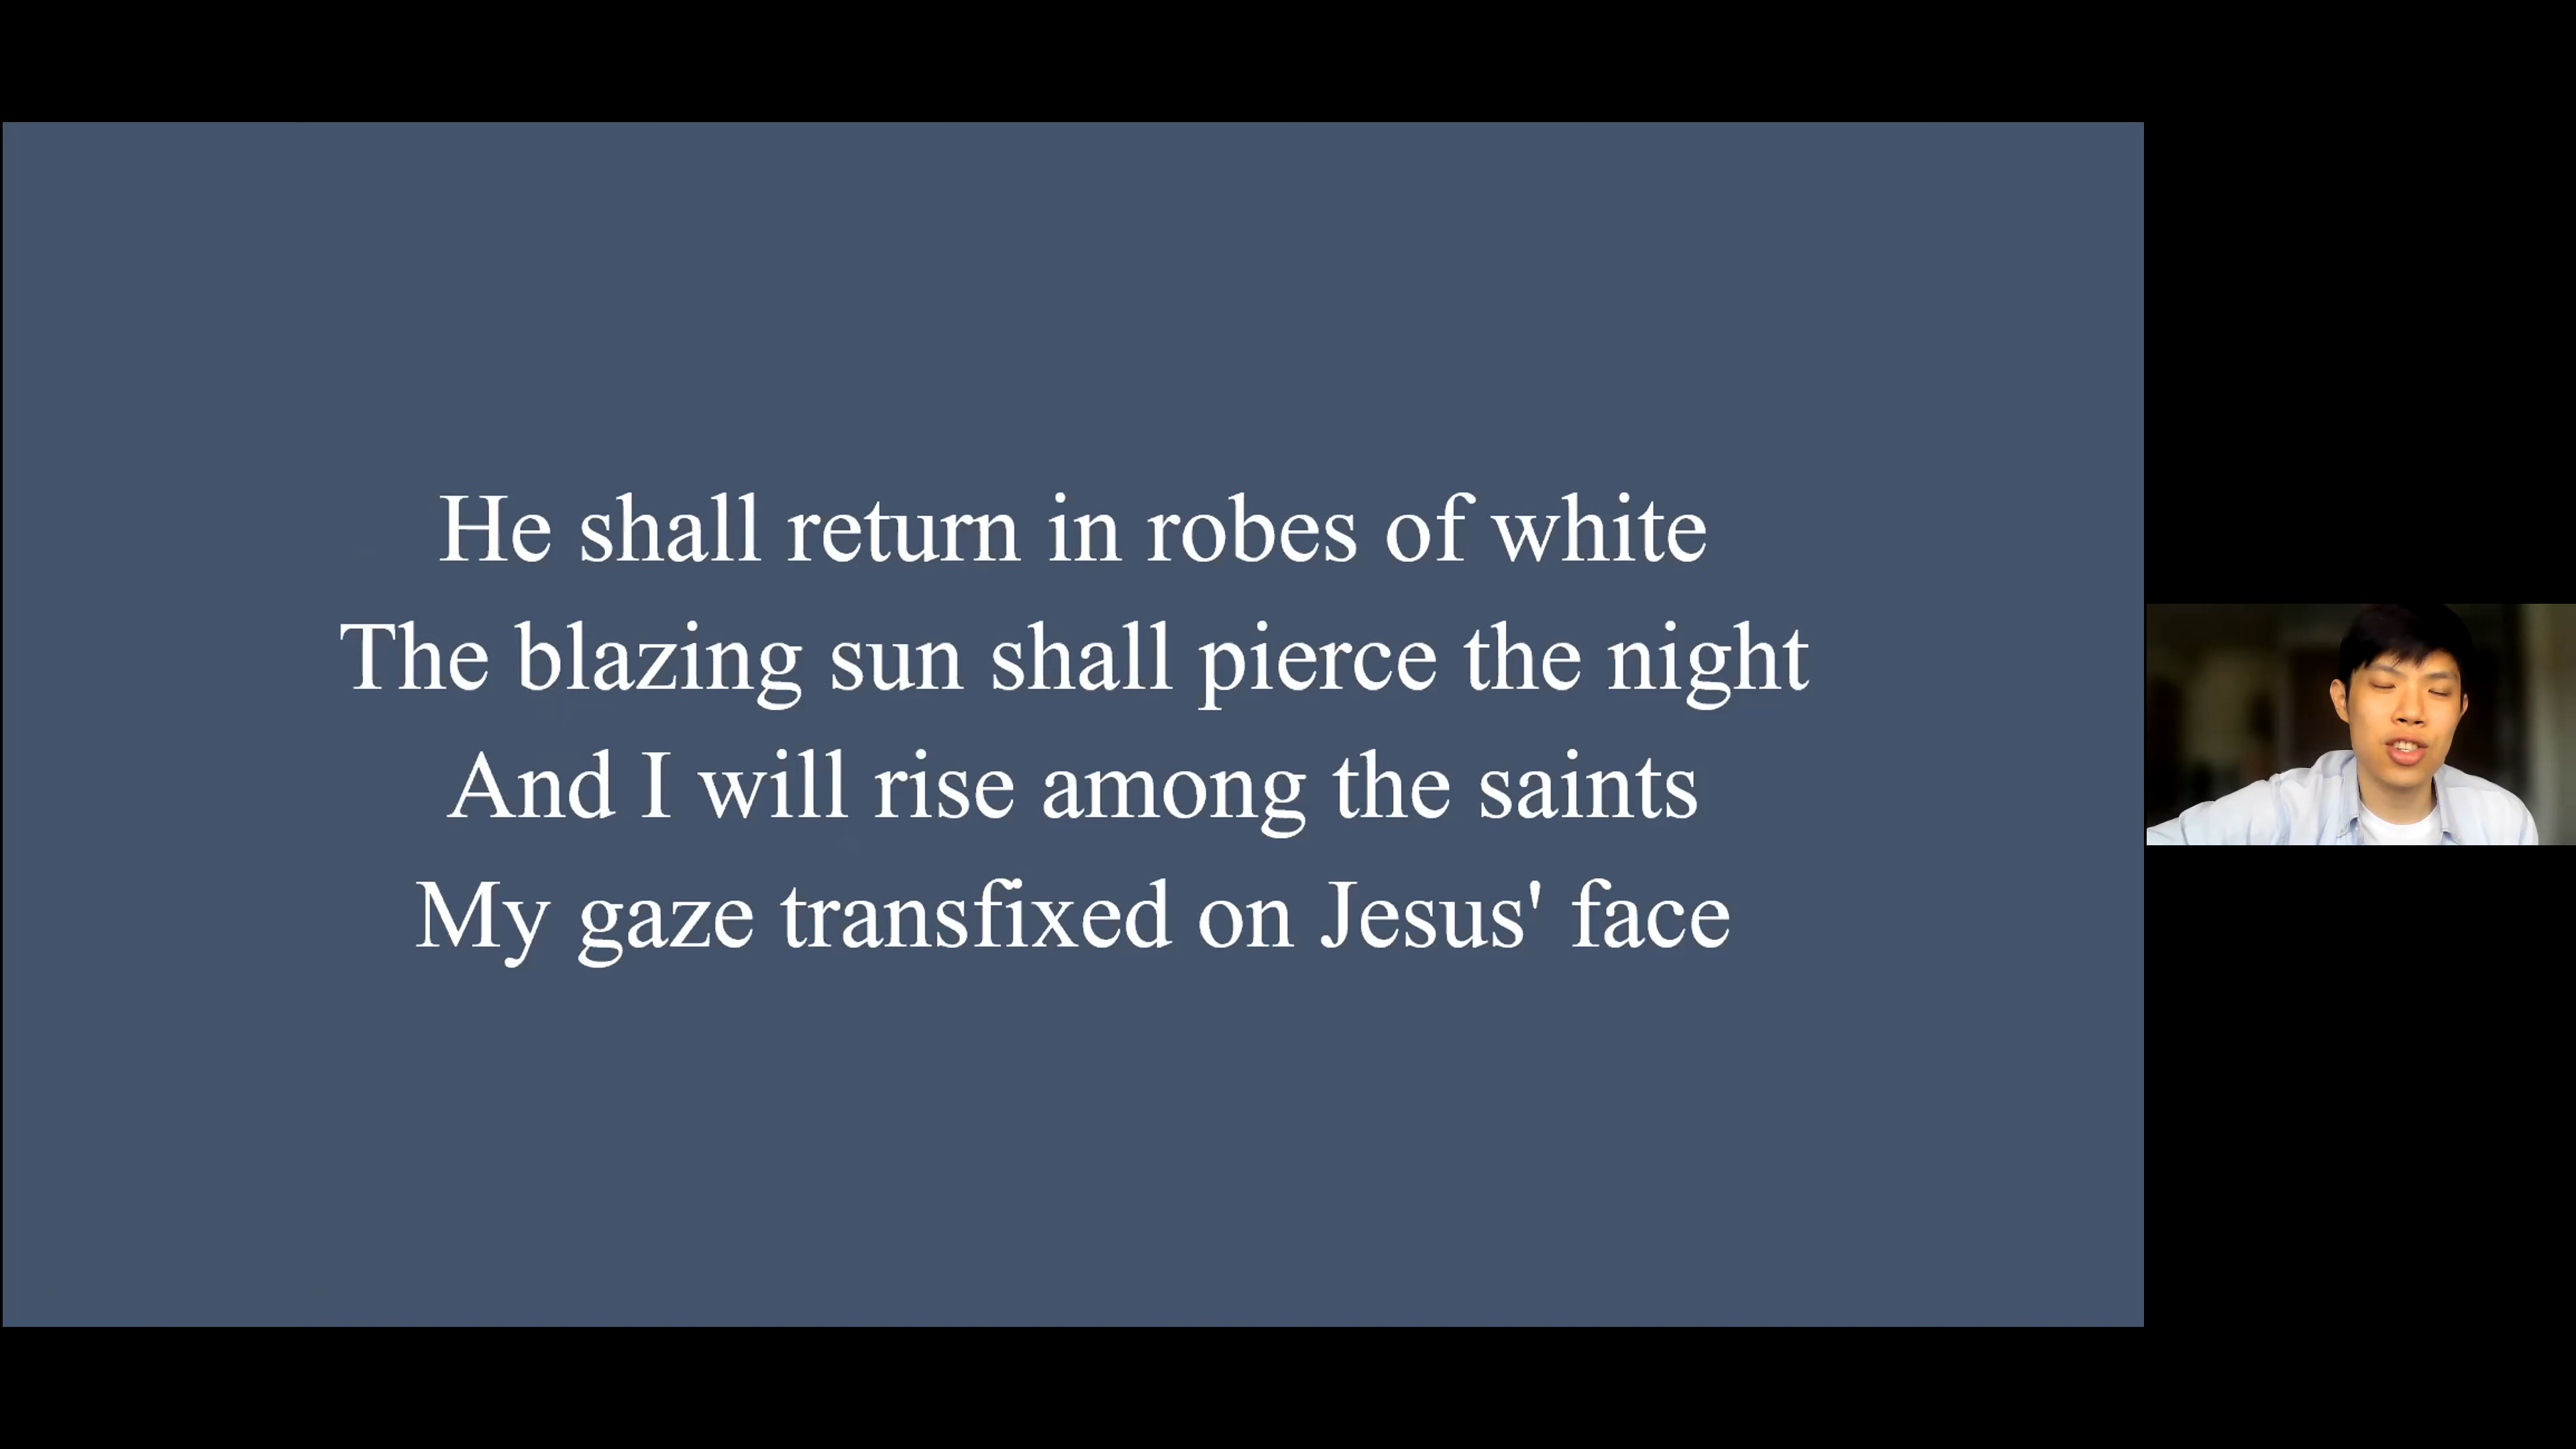 He shall return in robes of white
The blazing sun shall pierce the night
And I will rise among the saints
My gaze transfixed on Jesus' face